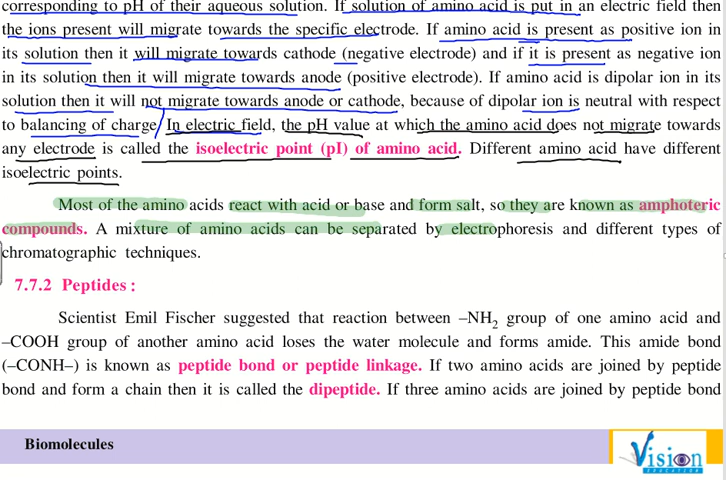 corresponding to pH of their aqueous solution. If solution of amino acid is put in an electric field then
the ions present will migrate towards the specific electrode. If amino acid is present as positive ion in
its solution then it will migrate towards cathode (negative electrode) and if it is present as negative ion
in its solution then it will migrate towards anode (positive electrode). If amino acid is dipolar ion in its
solution then it will not migrate towards anode or cathode, because of dipolar ion is neutral with respect
to balancing of charge. In electric field, the pH value at which the amino acid does not migrate towards
any electrode is called the isoelectric point (pI) of amino acid. Different amino acid have different
isoelectric points.
Most of the amino acids react with acid or base and form salt, so they are known as amphoteric
compounds. A mixture of amino acids can be separated by electrophoresis and different types of
chromatographic techniques.
7.7.2 Peptides :
Scientist Emil Fischer suggested that reaction between –NH₂ group of one amino acid and
–COOH group of another amino acid loses the water molecule and forms amide. This amide bond
(–CONH–) is known as peptide bond or peptide linkage. If two amino acids are joined by peptide
bond and form a chain then it is called the dipeptide. If three amino acids are joined by peptide bond
Biomolecules
Vision
EDUCATION